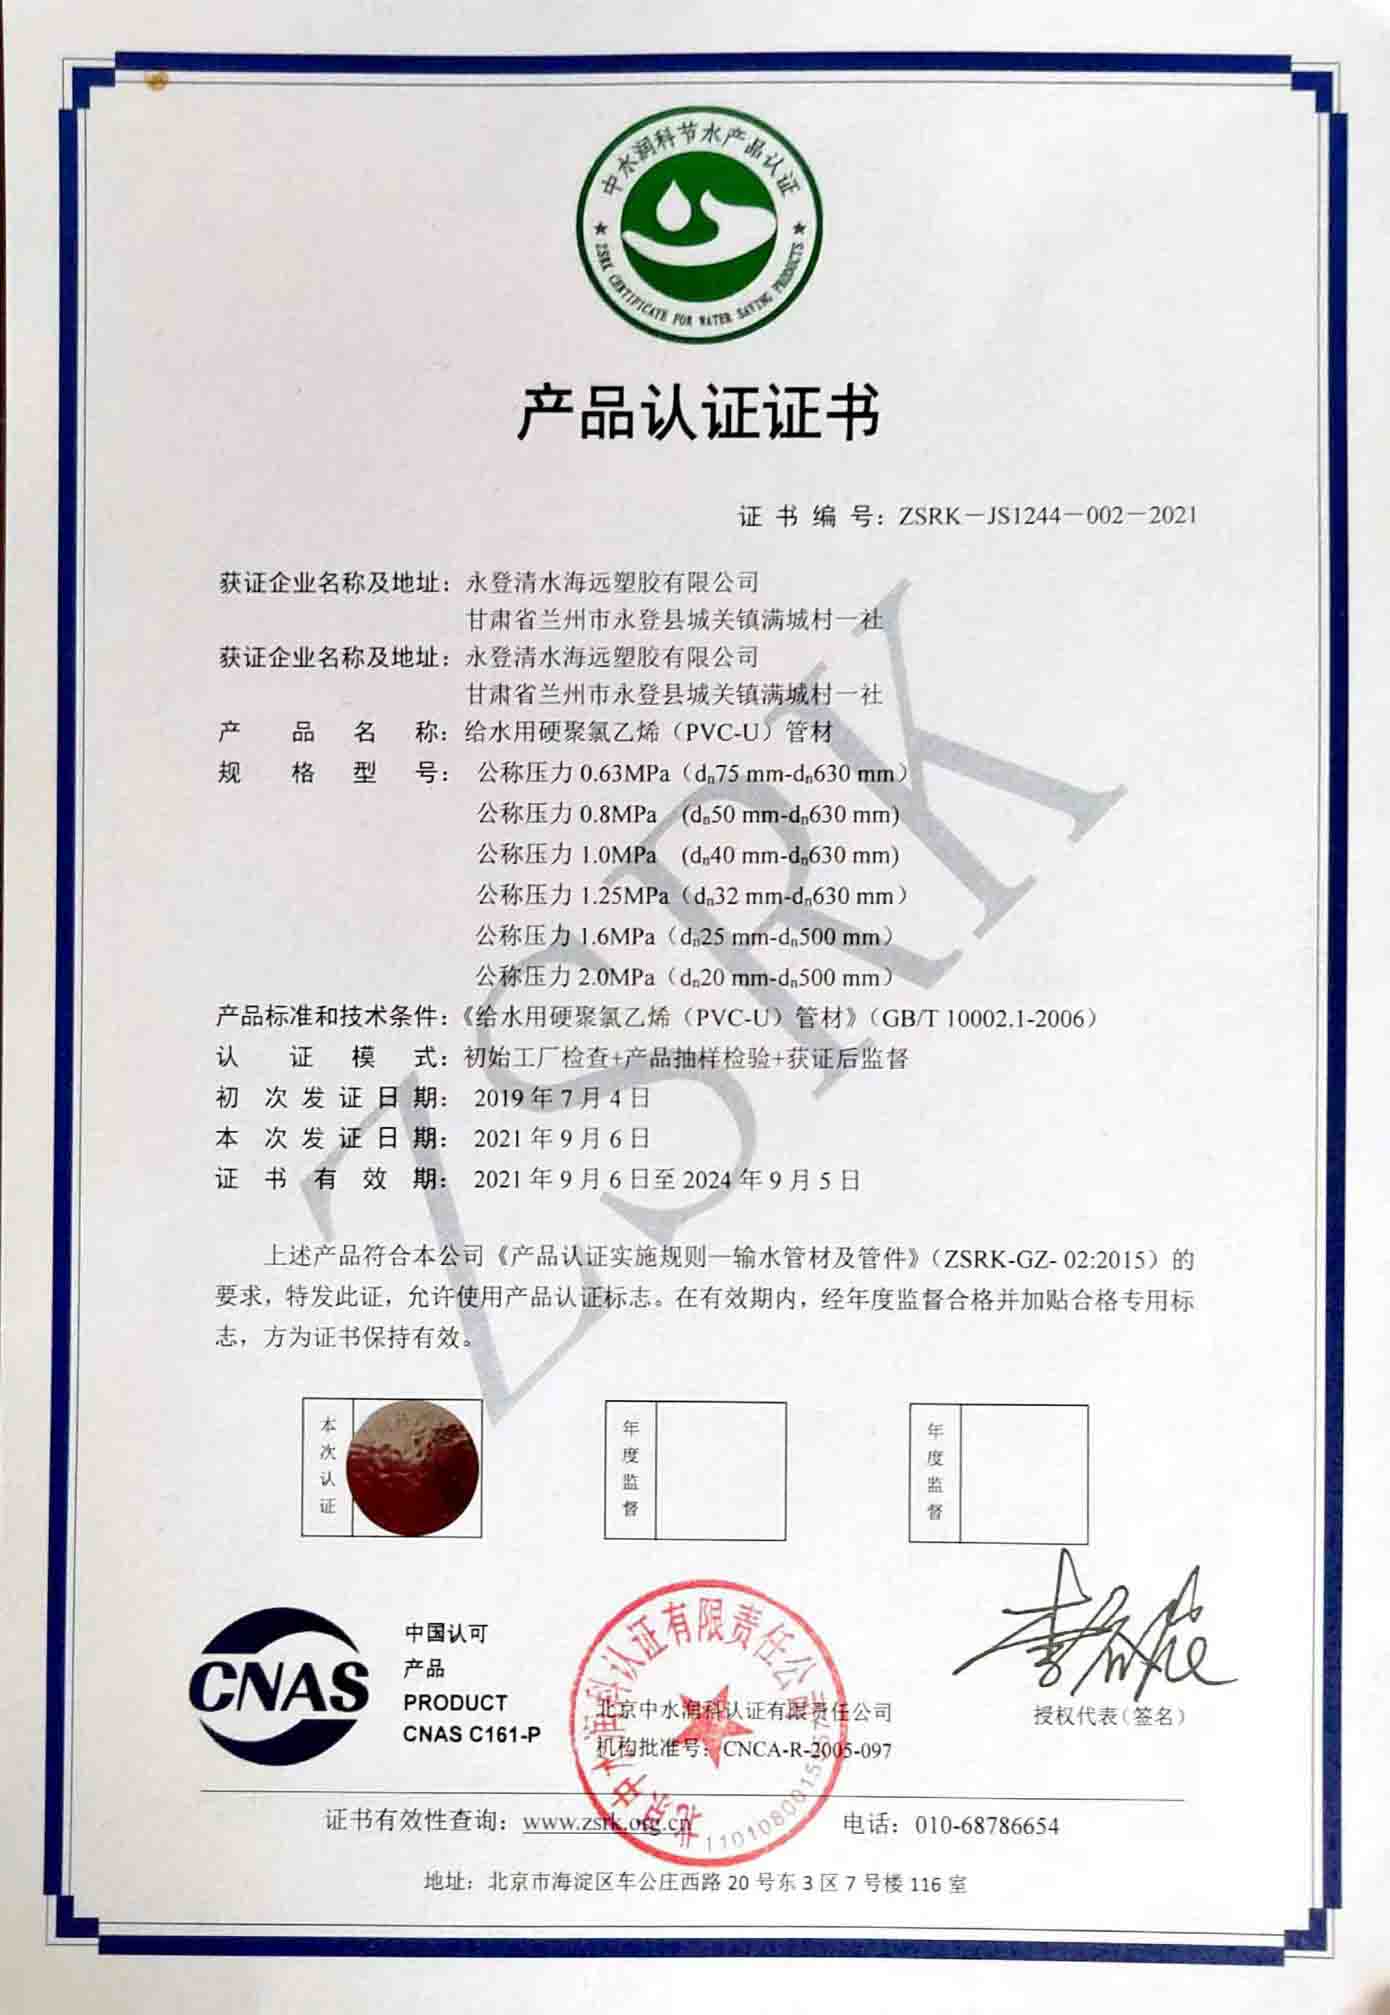 中水润科节水产品认证
ZSRK CERTIFICATE FOR WATER SAVING PRODUCTS
产品认证证书
证书编号：ZSRK－JS1244－002－2021
获证企业名称及地址：永登清水海远塑胶有限公司
甘肃省兰州市永登县城关镇满城村一社
获证企业名称及地址：永登清水海远塑胶有限公司
甘肃省兰州市永登县城关镇满城村一社
产品名称：给水用硬聚氯乙烯（PVC-U）管材
规格型号：公称压力 0.63MPa（dn75 mm-dn630 mm）
公称压力 0.8MPa (dn50 mm-dn630 mm)
公称压力 1.0MPa (dn40 mm-dn630 mm)
公称压力 1.25MPa（dn32 mm-dn630 mm）
公称压力 1.6MPa（dn25 mm-dn500 mm）
公称压力 2.0MPa（dn20 mm-dn500 mm）
产品标准和技术条件：《给水用硬聚氯乙烯（PVC-U）管材》（GB/T 10002.1-2006）
认证模式：初始工厂检查+产品抽样检验+获证后监督
初次发证日期：2019 年 7 月 4 日
本次发证日期：2021 年 9 月 6 日
证书有效期：2021 年 9 月 6 日至 2024 年 9 月 5 日
上述产品符合本公司《产品认证实施规则—输水管材及管件》（ZSRK-GZ- 02:2015）的
要求，特发此证，允许使用产品认证标志。在有效期内，经年度监督合格并加贴合格专用标
志，方为证书保持有效。
ZSRK
本次认证
年度监督
年度监督
CNAS
中国认可
产品
PRODUCT
CNAS C161-P
北京中水润科认证有限责任公司
北京中水润科认证有限责任公司
机构批准号：CNCA-R-2005-097
授权代表（签名）
证书有效性查询：www.zsrk.org.cn 电话：010-68786654
地址：北京市海淀区车公庄西路 20 号东 3 区 7 号楼 116 室